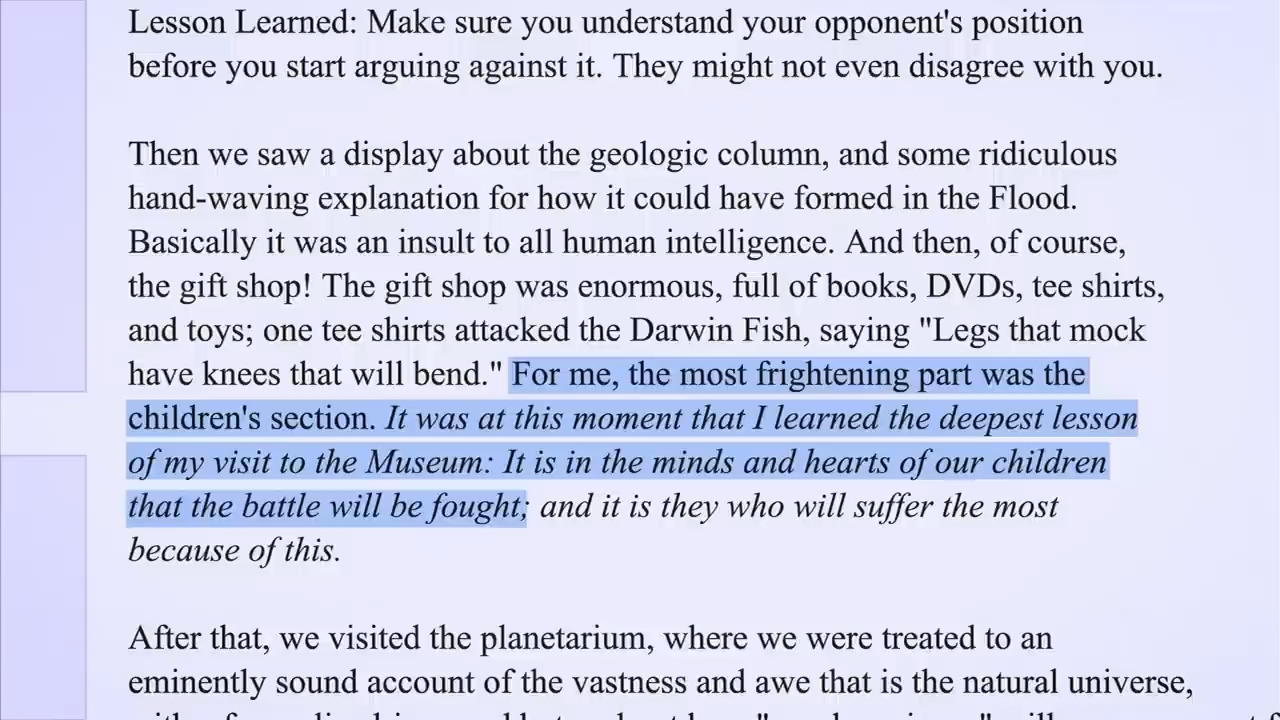 Lesson Learned: Make sure you understand your opponent's position
before you start arguing against it. They might not even disagree with you.
Then we saw a display about the geologic column, and some ridiculous
hand-waving explanation for how it could have formed in the Flood.
Basically it was an insult to all human intelligence. And then, of course,
the gift shop! The gift shop was enormous, full of books, DVDs, tee shirts,
and toys; one tee shirts attacked the Darwin Fish, saying "Legs that mock
have knees that will bend." For me, the most frightening part was the
children's section. It was at this moment that I learned the deepest lesson
of my visit to the Museum: It is in the minds and hearts of our children
that the battle will be fought; and it is they who will suffer the most
because of this.
After that, we visited the planetarium, where we were treated to an
eminently sound account of the vastness and awe that is the natural universe,